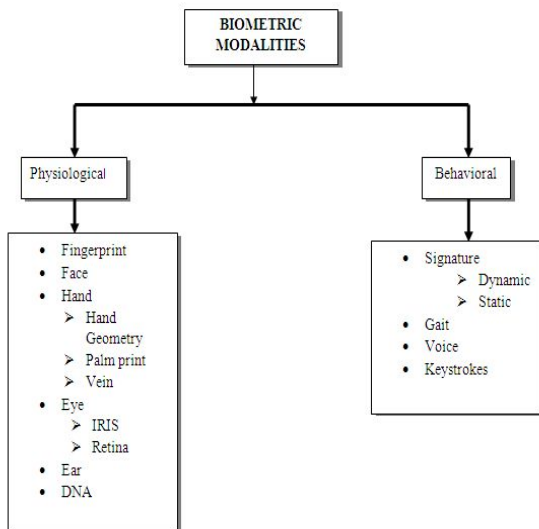 BIOMETRIC
MODALITIES
Physiological
Behavioral
• Fingerprint
• Face
• Hand
➢ Hand
Geometry
➢ Palm print
➢ Vein
• Eye
➢ IRIS
➢ Retina
• Ear
• DNA
• Signature
➢ Dynamic
➢ Static
• Gait
• Voice
• Keystrokes